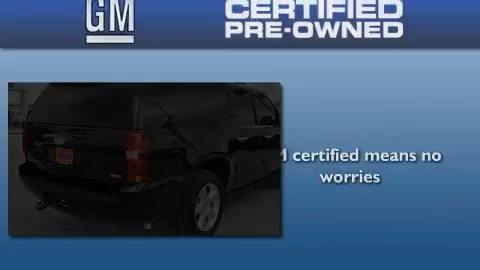 GM
CERTIFIED
PRE-OWNED
certified means no
worries